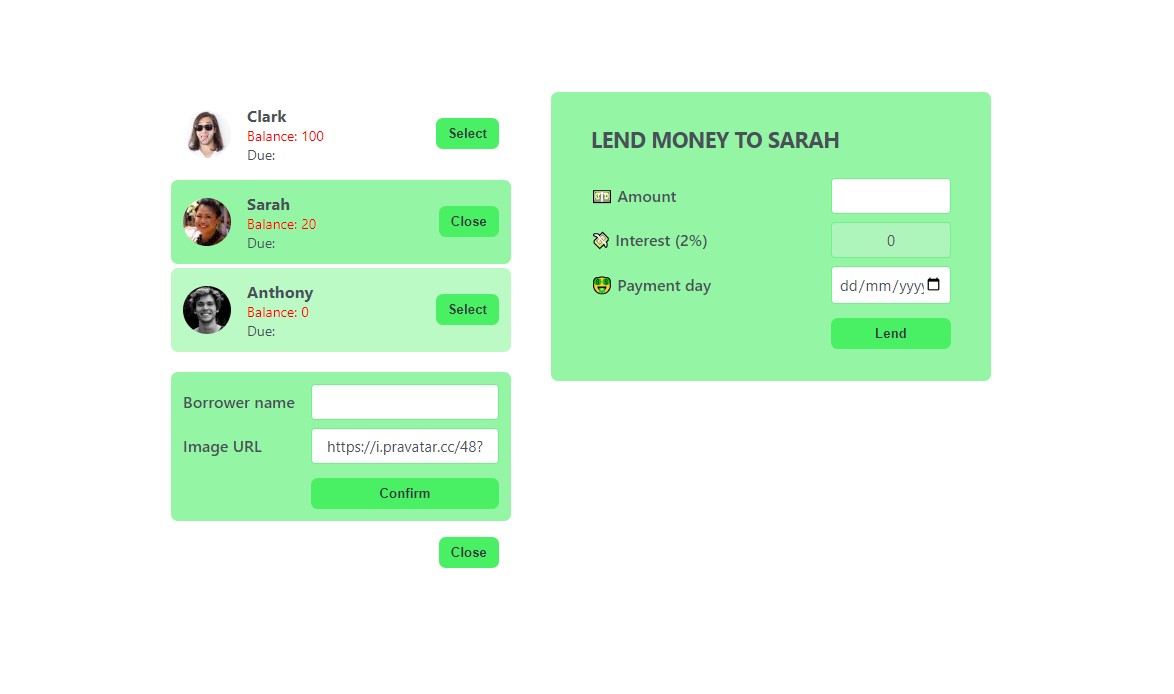 Clark
Balance: 100
Due:
Select
Sarah
Balance: 20
Due:
Close
Anthony
Balance: 0
Due:
Select
Borrower name
Image URL
https://i.pravatar.cc/48?
Confirm
Close
LEND MONEY TO SARAH
💵 Amount
💸 Interest (2%)
0
🤑 Payment day
dd/mm/yyyy
Lend